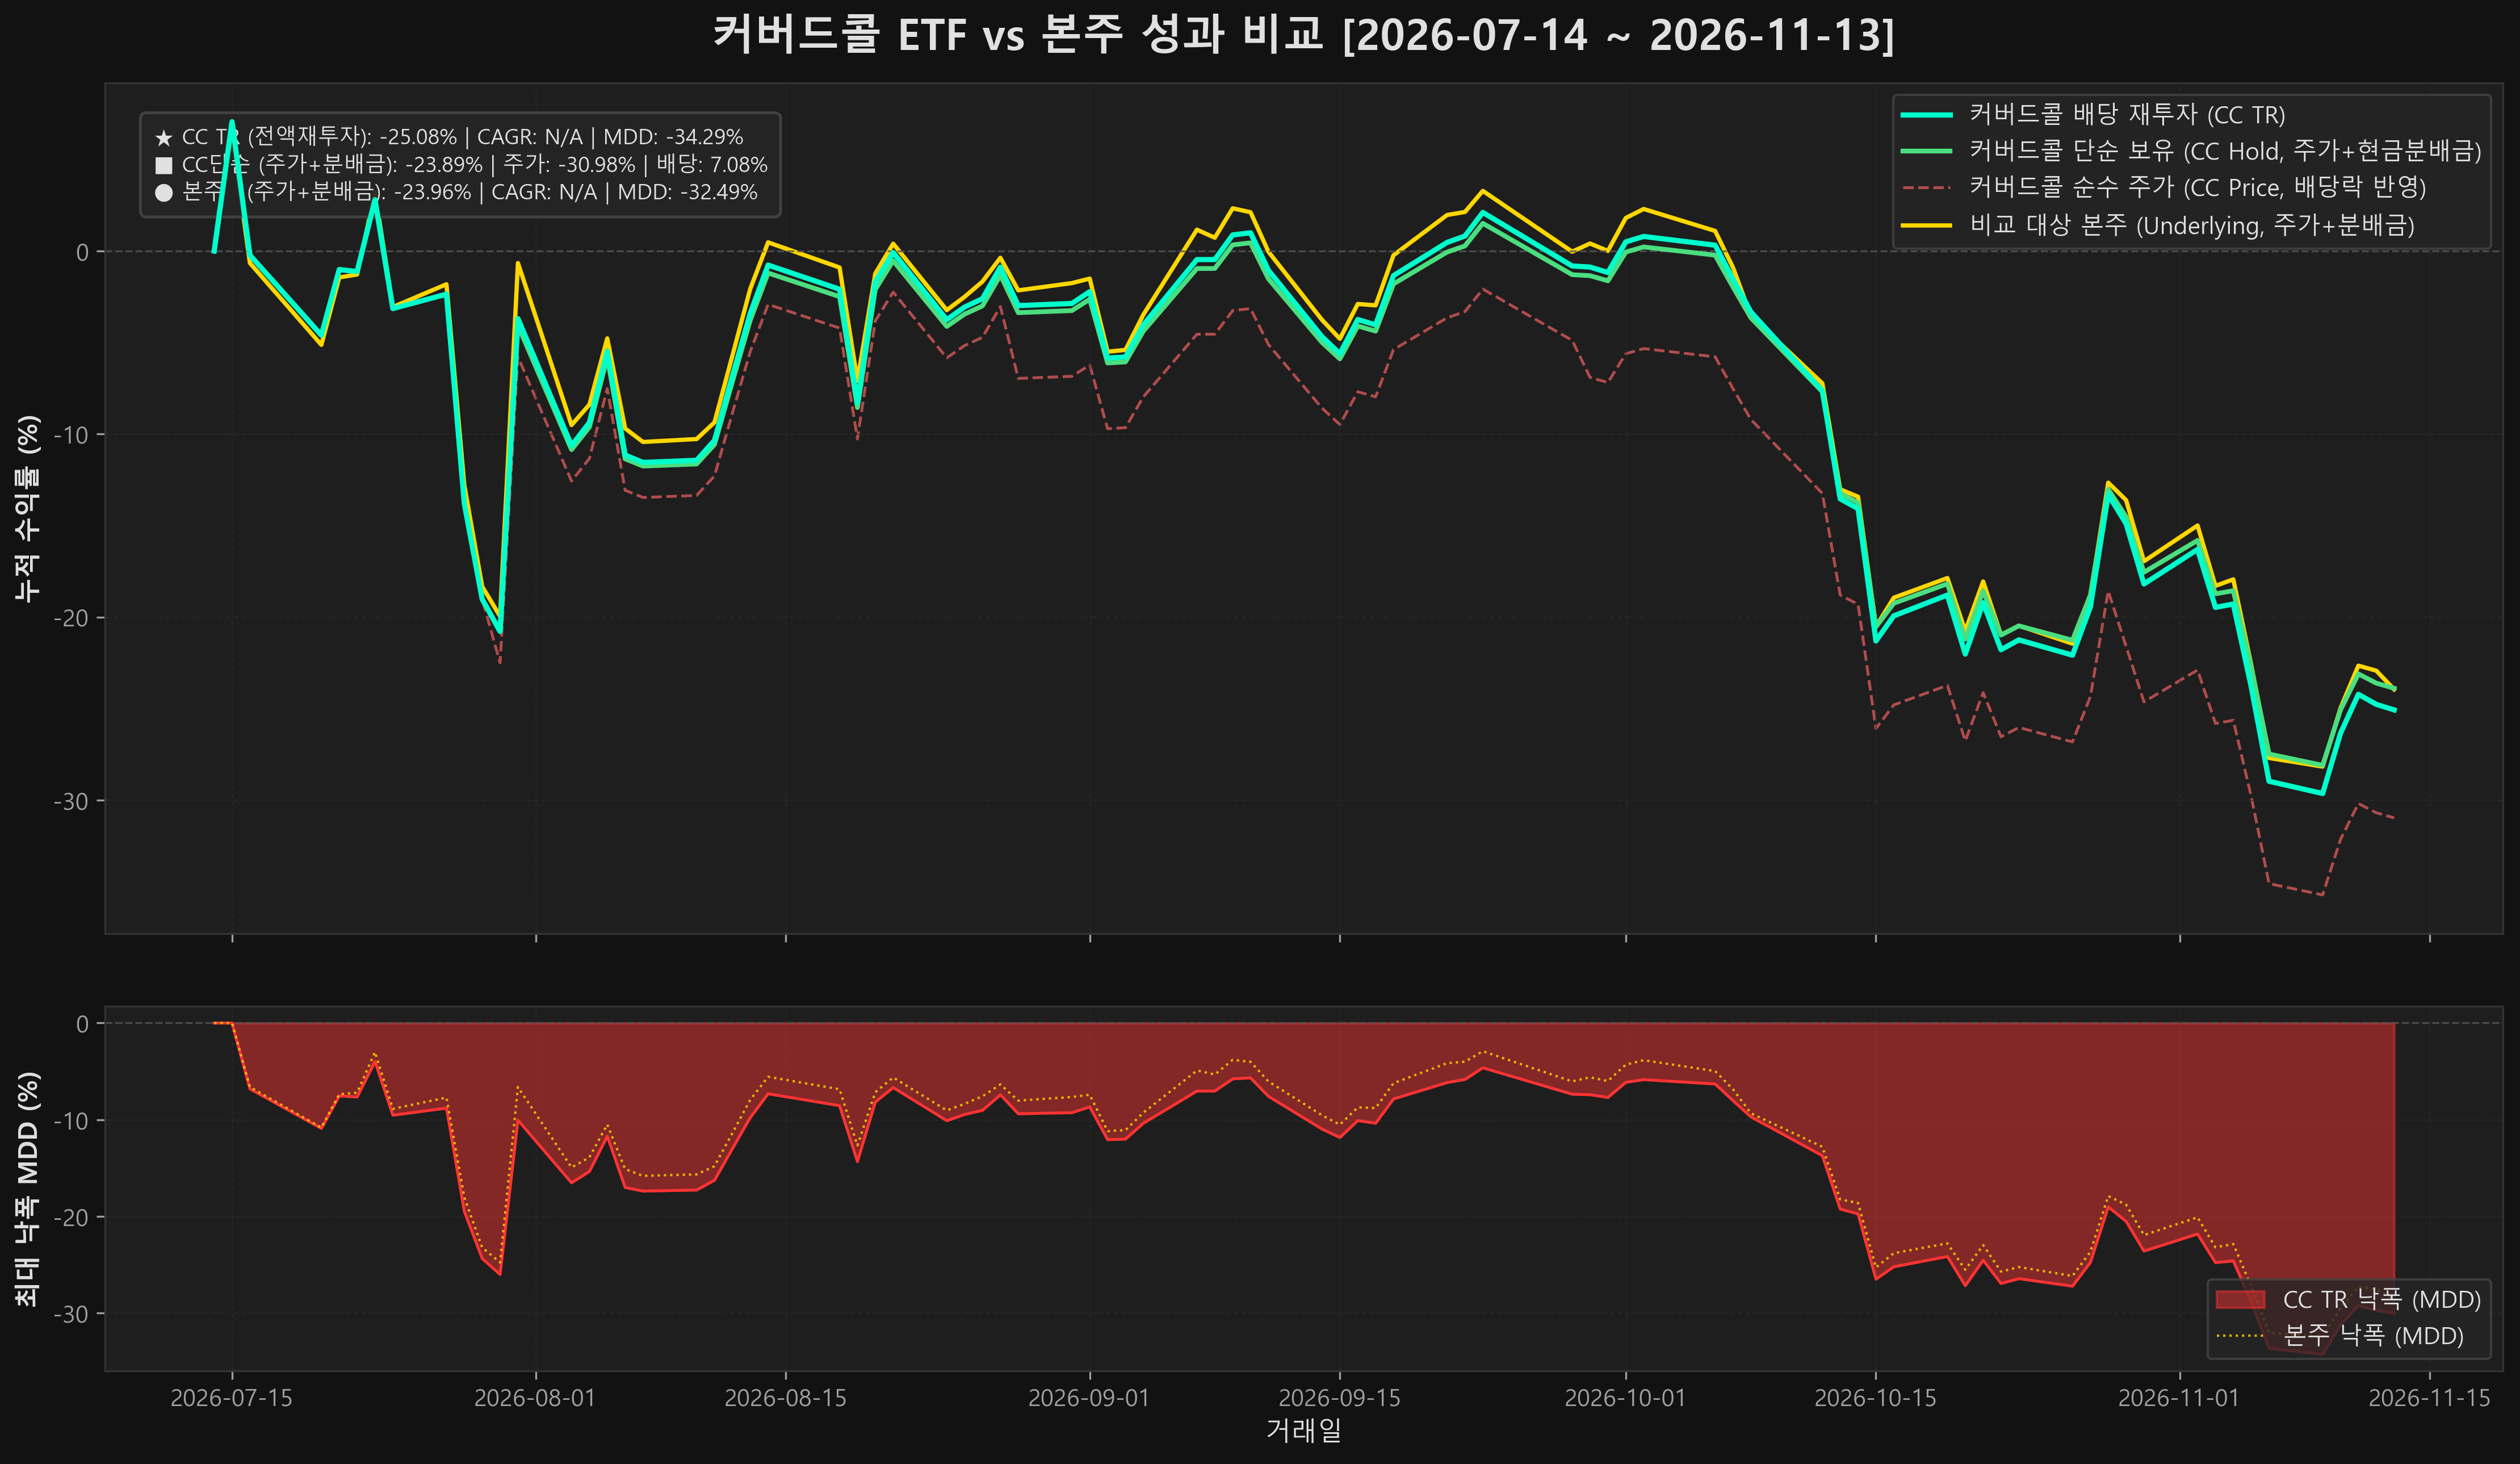 커버드콜 ETF vs 본주 성과 비교 [2026-07-14 ~ 2026-11-13]
★ CC TR (전액재투자): -25.08% | CAGR: N/A | MDD: -34.29%
■ CC단순 (주가+분배금): -23.89% | 주가: -30.98% | 배당: 7.08%
● 본주 (주가+분배금): -23.96% | CAGR: N/A | MDD: -32.49%
커버드콜 배당 재투자 (CC TR)
커버드콜 단순 보유 (CC Hold, 주가+현금분배금)
커버드콜 순수 주가 (CC Price, 배당락 반영)
비교 대상 본주 (Underlying, 주가+분배금)
누적 수익률 (%)
0
-10
-20
-30
최대 낙폭 MDD (%)
0
-10
-20
-30
CC TR 낙폭 (MDD)
본주 낙폭 (MDD)
2026-07-15
2026-08-01
2026-08-15
2026-09-01
2026-09-15
2026-10-01
2026-10-15
2026-11-01
2026-11-15
거래일